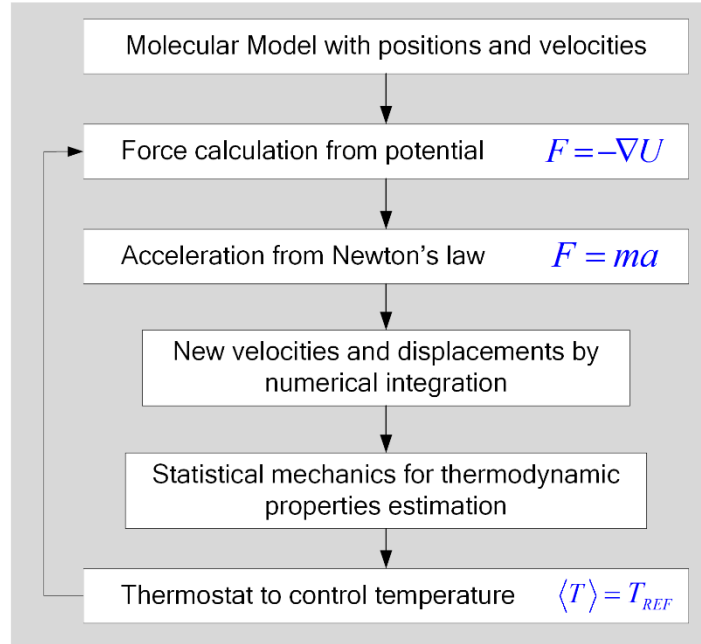 Molecular Model with positions and velocities
Force calculation from potential F = −∇U
Acceleration from Newton's law F = ma
New velocities and displacements by
numerical integration
Statistical mechanics for thermodynamic
properties estimation
Thermostat to control temperature ⟨T⟩ = T_REF